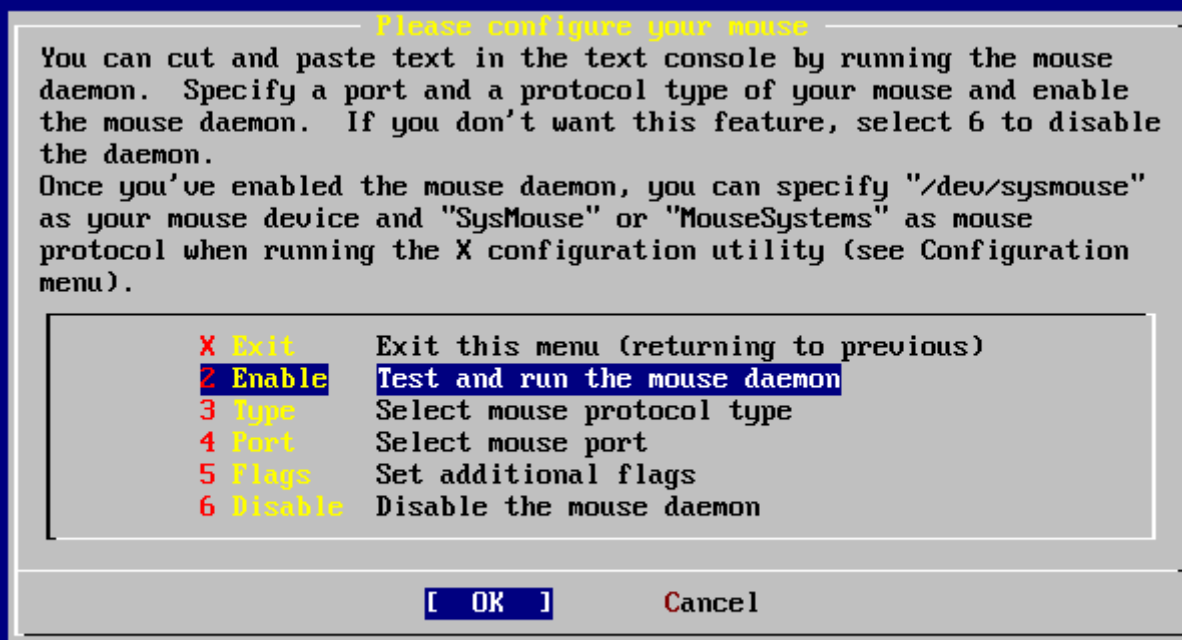 Please configure your mouse
You can cut and paste text in the text console by running the mouse
daemon.  Specify a port and a protocol type of your mouse and enable
the mouse daemon.  If you don't want this feature, select 6 to disable
the daemon.
Once you've enabled the mouse daemon, you can specify "/dev/sysmouse"
as your mouse device and "SysMouse" or "MouseSystems" as mouse
protocol when running the X configuration utility (see Configuration
menu).
X Exit    Exit this menu (returning to previous)
2 Enable  Test and run the mouse daemon
3 Type    Select mouse protocol type
4 Port    Select mouse port
5 Flags   Set additional flags
6 Disable Disable the mouse daemon
[  OK  ]       Cancel